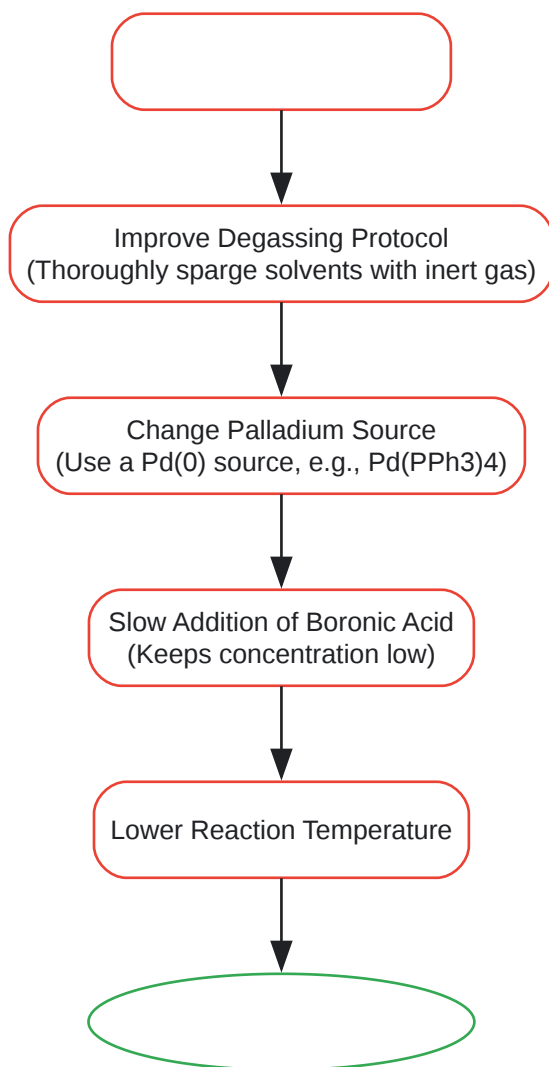 Improve Degassing Protocol
(Thoroughly sparge solvents with inert gas)
Change Palladium Source
(Use a Pd(0) source, e.g., Pd(PPh3)4)
Slow Addition of Boronic Acid
(Keeps concentration low)
Lower Reaction Temperature